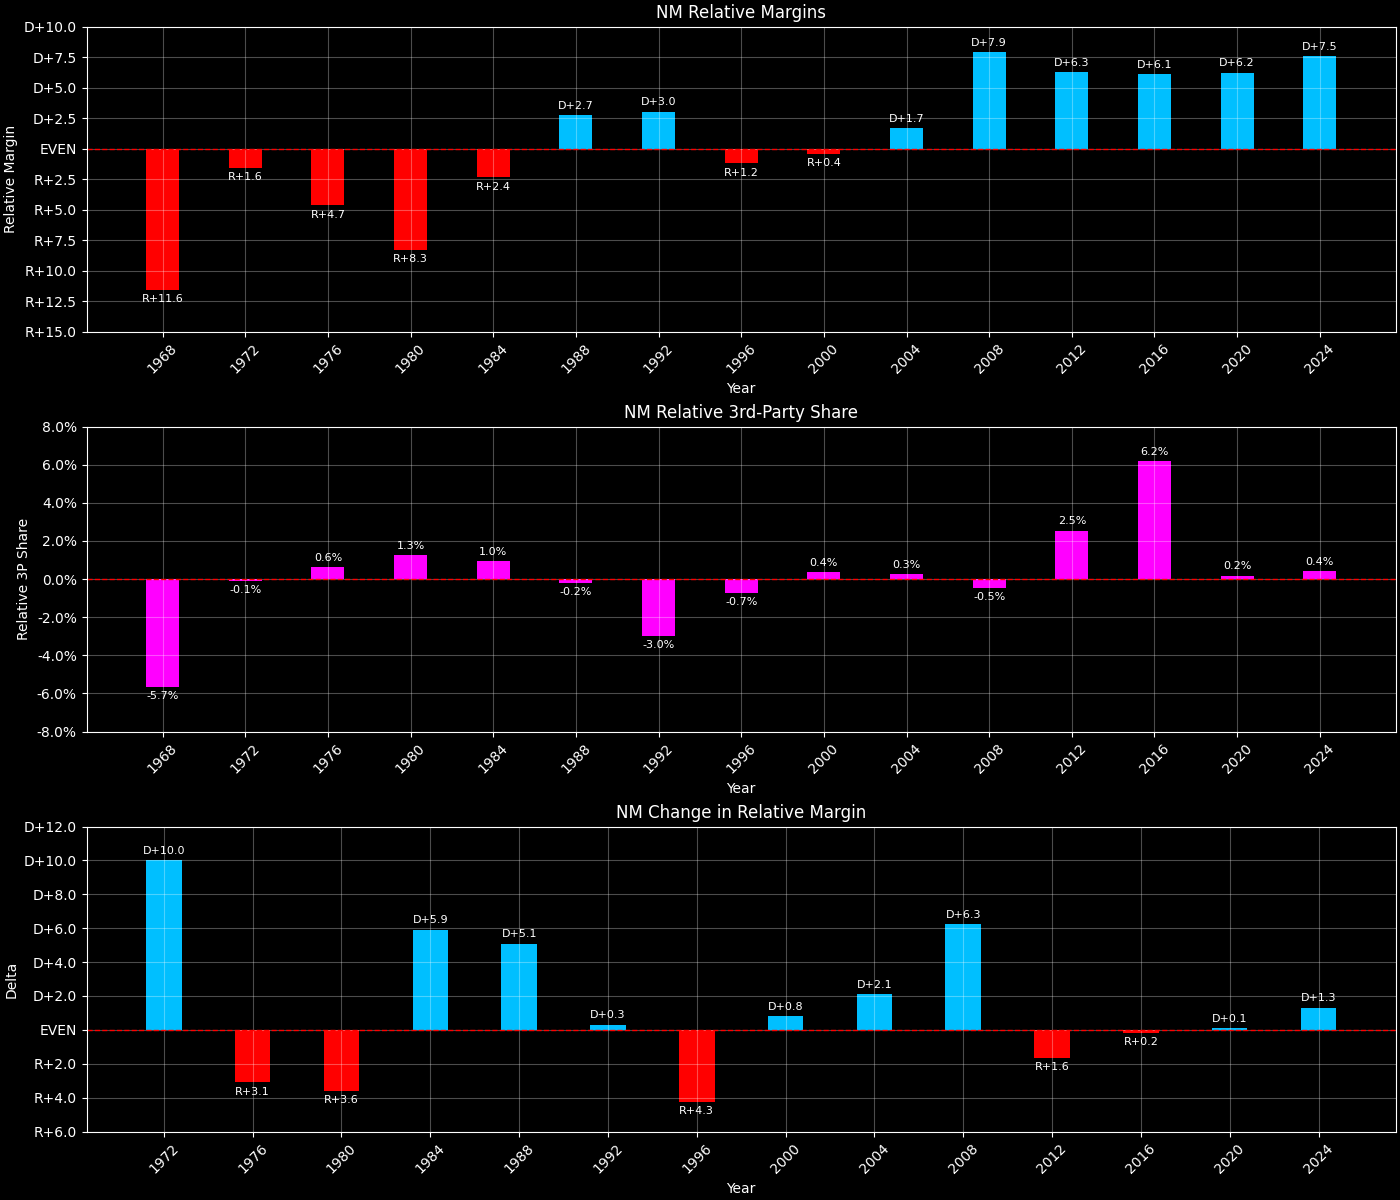 NM Relative Margins
D+10.0
D+7.5
D+5.0
D+2.5
EVEN
R+2.5
R+5.0
R+7.5
R+10.0
R+12.5
R+15.0
Relative Margin
R+11.6
R+1.6
R+4.7
R+8.3
R+2.4
D+2.7
D+3.0
R+1.2
R+0.4
D+1.7
D+7.9
D+6.3
D+6.1
D+6.2
D+7.5
1968 1972 1976 1980 1984 1988 1992 1996 2000 2004 2008 2012 2016 2020 2024
Year
NM Relative 3rd-Party Share
8.0%
6.0%
4.0%
2.0%
0.0%
-2.0%
-4.0%
-6.0%
-8.0%
Relative 3P Share
-5.7%
-0.1%
0.6%
1.3%
1.0%
-0.2%
-3.0%
-0.7%
0.4%
0.3%
-0.5%
2.5%
6.2%
0.2%
0.4%
1968 1972 1976 1980 1984 1988 1992 1996 2000 2004 2008 2012 2016 2020 2024
Year
NM Change in Relative Margin
D+12.0
D+10.0
D+8.0
D+6.0
D+4.0
D+2.0
EVEN
R+2.0
R+4.0
R+6.0
Delta
D+10.0
R+3.1
R+3.6
D+5.9
D+5.1
D+0.3
R+4.3
D+0.8
D+2.1
D+6.3
R+1.6
R+0.2
D+0.1
D+1.3
1972 1976 1980 1984 1988 1992 1996 2000 2004 2008 2012 2016 2020 2024
Year